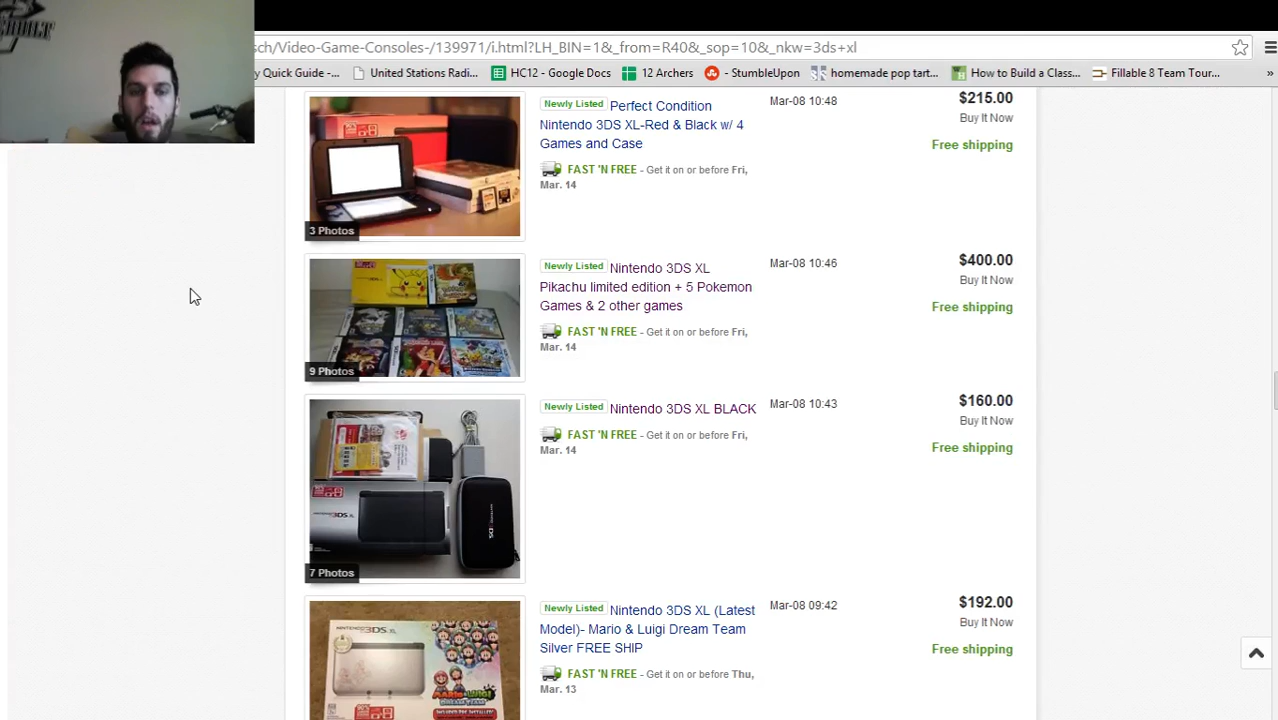 sch/Video-Game-Consoles-/139971/i.html?LH_BIN=1&_from=R40&_sop=10&_nkw=3ds+xl
y Quick Guide -... United Stations Radi... HC12 - Google Docs 12 Archers - StumbleUpon homemade pop tart... How to Build a Class... Fillable 8 Team Tour... »
Newly Listed Perfect Condition
Nintendo 3DS XL-Red & Black w/ 4
Games and Case
FAST 'N FREE - Get it on or before Fri,
Mar. 14
Mar-08 10:48
$215.00
Buy It Now
Free shipping
3 Photos
Newly Listed Nintendo 3DS XL
Pikachu limited edition + 5 Pokemon
Games & 2 other games
FAST 'N FREE - Get it on or before Fri,
Mar. 14
Mar-08 10:46
$400.00
Buy It Now
Free shipping
9 Photos
Newly Listed Nintendo 3DS XL BLACK
FAST 'N FREE - Get it on or before Fri,
Mar. 14
Mar-08 10:43
$160.00
Buy It Now
Free shipping
NINTENDO3DS XL
7 Photos
Newly Listed Nintendo 3DS XL (Latest
Model)- Mario & Luigi Dream Team
Silver FREE SHIP
FAST 'N FREE - Get it on or before Thu,
Mar. 13
Mar-08 09:42
$192.00
Buy It Now
Free shipping
NINTENDO3DS XL
MARIO & LUIGI
DREAM TEAM